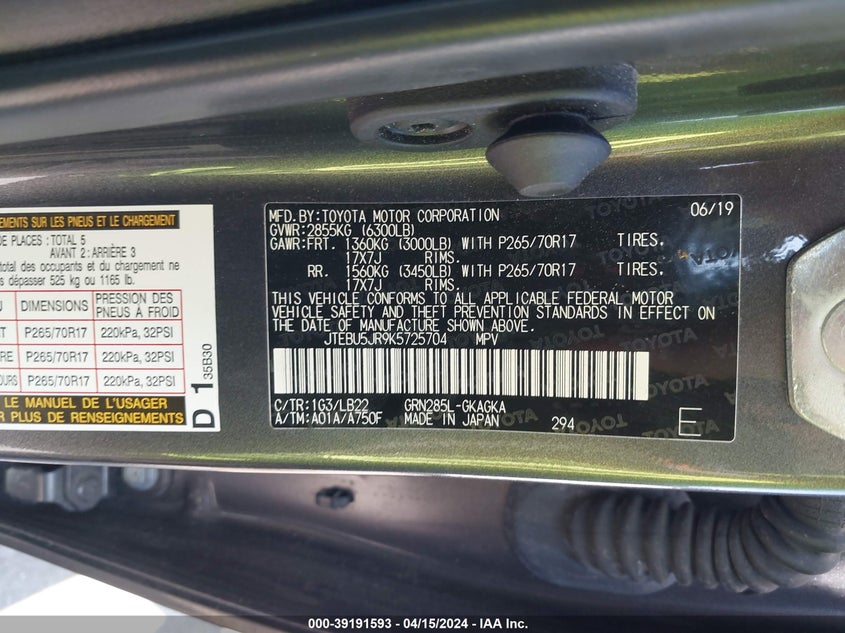 EMENTS SUR LES PNEUS ET LE CHARGEMENT
DE PLACES : TOTAL 5
AVANT 2 : ARRIÈRE 3
total des occupants et du chargement ne
s dépasser 525 kg ou 1165 lb.
U DIMENSIONS PRESSION DES PNEUS À FROID
ET P265/70R17 220kPa, 32PSI
RE P265/70R17 220kPa, 32PSI
OURS P265/70R17 220kPa, 32PSI
LE MANUEL DE L'USAGER
R PLUS DE RENSEIGNEMENTS
D 1 35B30
MFD.BY:TOYOTA MOTOR CORPORATION 06/19
GVWR:2855KG (6300LB)
GAWR:FRT. 1360KG (3000LB) WITH P265/70R17 TIRES,
17X7J RIMS.
RR. 1560KG (3450LB) WITH P265/70R17 TIRES,
17X7J RIMS.
THIS VEHICLE CONFORMS TO ALL APPLICABLE FEDERAL MOTOR
VEHICLE SAFETY AND THEFT PREVENTION STANDARDS IN EFFECT ON
THE DATE OF MANUFACTURE SHOWN ABOVE.
JTEBU5JR9K5725704 MPV
C/TR:1G3/LB22 GRN285L-GKAGKA
A/TM:A01A/A750F MADE IN JAPAN 294 E
000-39191593 - 04/15/2024 - IAA Inc.